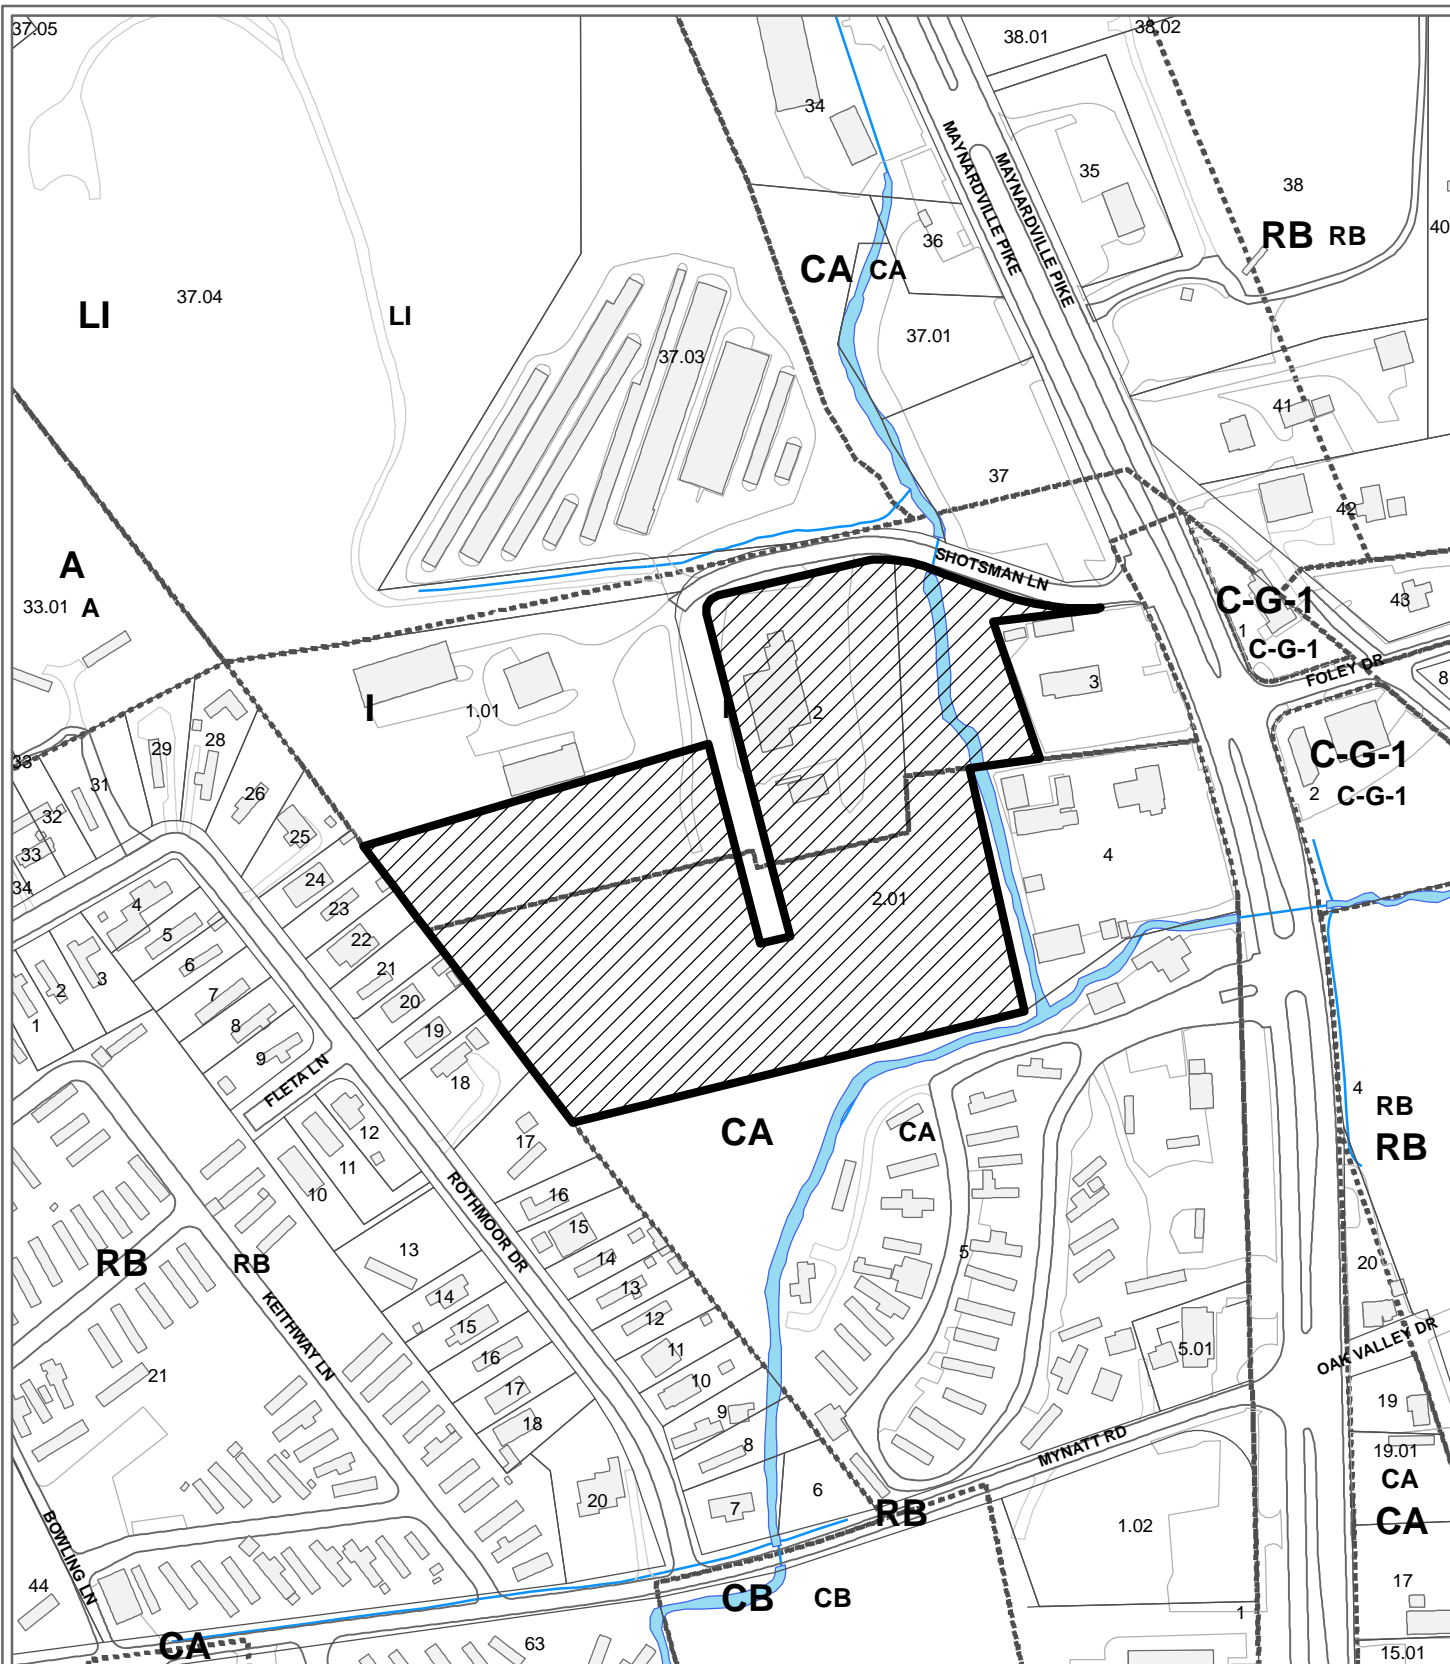 37.05
38.01
38.02
34
MAYNARDVILLE PIKE
MAYNARDVILLE PIKE
35
38
36
RB RB
40
CA CA
37.04
LI
LI
37.01
37.03
41
37
42
SHOTSMAN LN
A
33.01 A
C-G-1
43
1
C-G-1
FOLEY DR
8
3
I
1.01
I
2
29
28
C-G-1
33
31
26
2
C-G-1
32
25
33
4
34
24
2.01
23
4
5
22
6
21
3
2
7
20
1
8
19
9
18
FLETA LN
4
RB
12
CA
CA
17
RB
11
10
ROTHMOOR DR
16
15
13
5
RB
RB
14
20
14
13
KEITHWAY LN
15
12
OAK VALLEY DR
16
11
5.01
21
10
17
19
9
18
8
MYNATT RD
19.01
CA
20
7
6
RB
CA
1.02
BOWLING LN
44
CB CB
17
1
CA
63
15.01